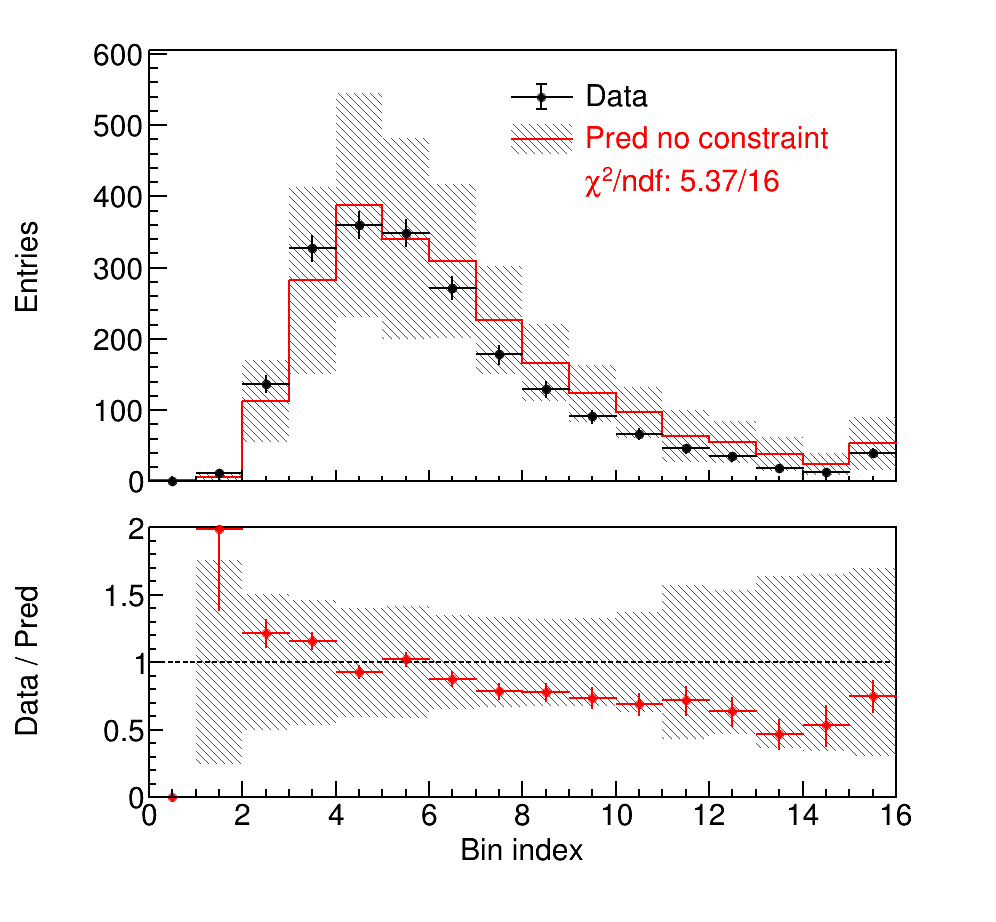 600
500
400
300
200
100
0
Entries
Data
Pred no constraint
χ²/ndf: 5.37/16
2
1.5
1
0.5
0
Data / Pred
0 2 4 6 8 10 12 14 16
Bin index